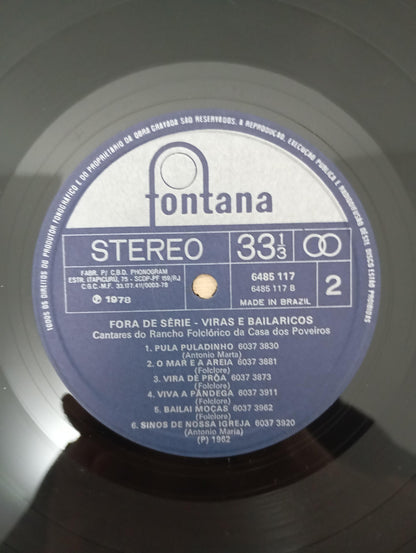 TODOS OS DIREITOS DO PRODUTOR FONOGRÁFICO E DO PROPRIETÁRIO DA OBRA GRAVADA SÃO RESERVADOS. A REPRODUÇÃO, EXECUÇÃO PÚBLICA E RADIODIFUSÃO DESTE DISCO ESTÃO PROIBIDAS
fontana
STEREO
33 1/3
FABR. P/ C.B.D. PHONOGRAM
ESTR. ITAPICURU, 75 - SCDP-PF 159/RJ
C.G.C.-M.F. 33.177.411/0003-78
℗ 1978
6485 117
6485 117 B
MADE IN BRAZIL
2
FORA DE SÉRIE - VIRAS E BAILARICOS
Cantares do Rancho Folclórico da Casa dos Poveiros
1. PULA PULADINHO 6037 3830
(Antonio Marta)
2. O MAR E A AREIA 6037 3881
(Folclore)
3. VIRA DE PRÔA 6037 3873
(Folclore)
4. VIVA A PÂNDEGA 6037 3911
(Folclore)
5. BAILAI MOÇAS 6037 3962
(Folclore)
6. SINOS DE NOSSA IGREJA 6037 3920
(Antonio Marta)
(P) 1962